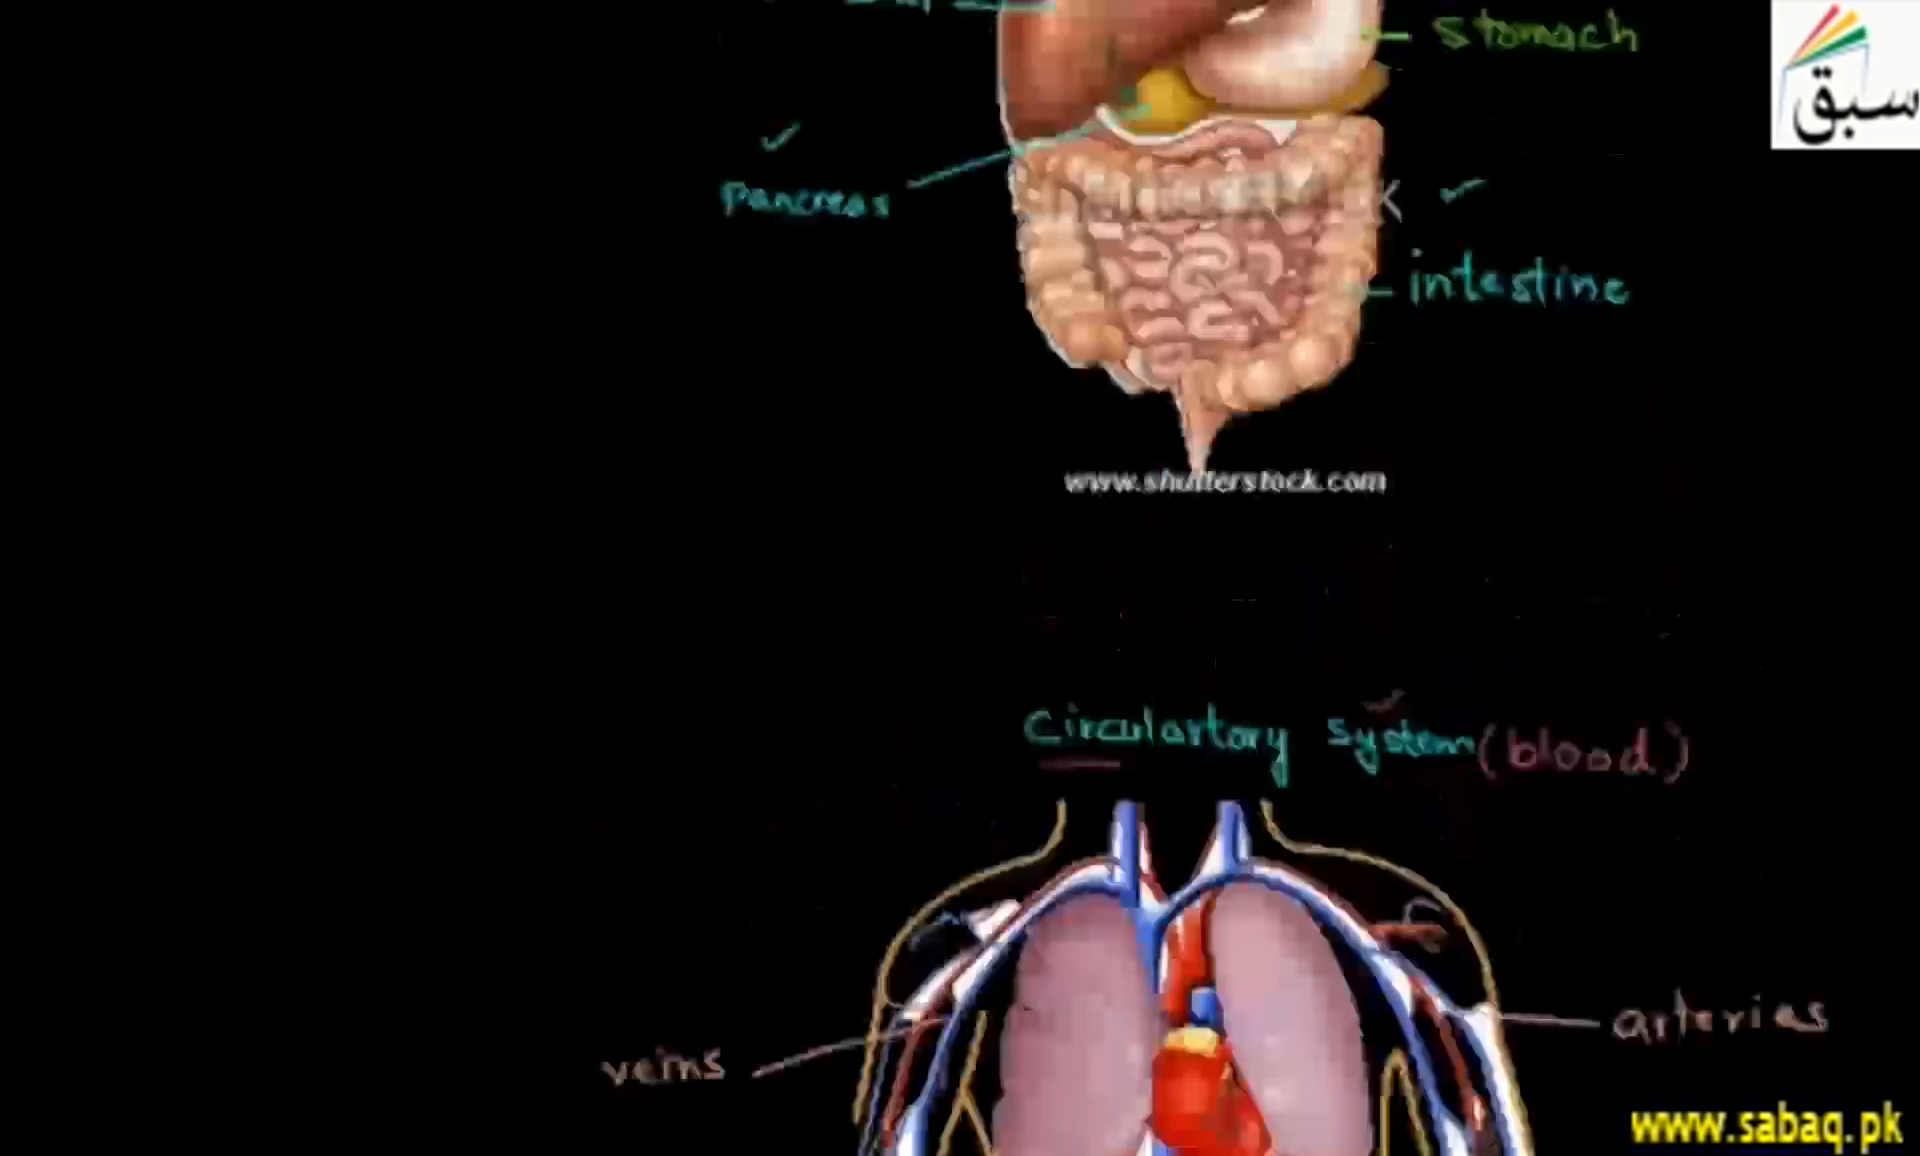 stomach
سبق
pancreas
intestine
www.shutterstock.com
circulartory system (blood)
arteries
veins
www.sabaq.pk